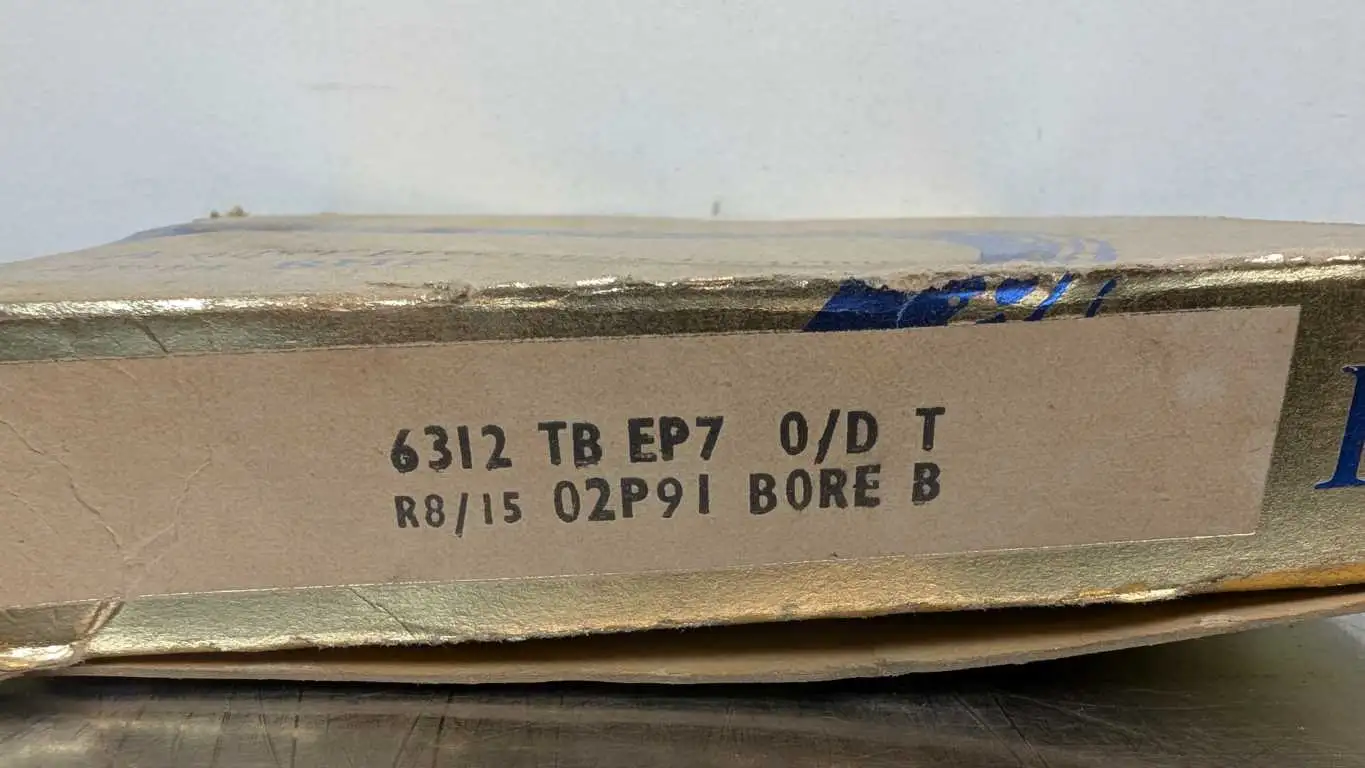 6312 TB EP7 O/D T
R8/15 02P91 BORE B